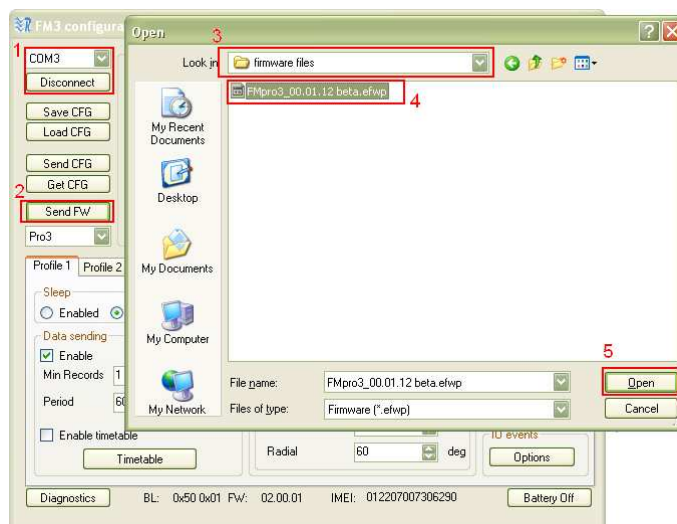 FM3 configura
Open
1
3
COM3
Look in
firmware files
Disconnect
FMpro3_00.01.12 beta.efwp
4
Save CFG
Load CFG
My Recent
Documents
Send CFG
Get CFG
Desktop
2
Send FW
Pro3
My Documents
Profile 1
Profile 2
Sleep
Enabled
My Computer
Data sending
Enable
5
Min Records
1
File name:
FMpro3_00.01.12 beta.efwp
Open
Period
60
My Network
Files of type:
Firmware (*.efwp)
Cancel
Enable timetable
IO events
Timetable
Radial
60
deg
Options
Diagnostics
BL: 0x50 0x01 FW: 02.00.01
IMEI: 012207007306290
Battery Off